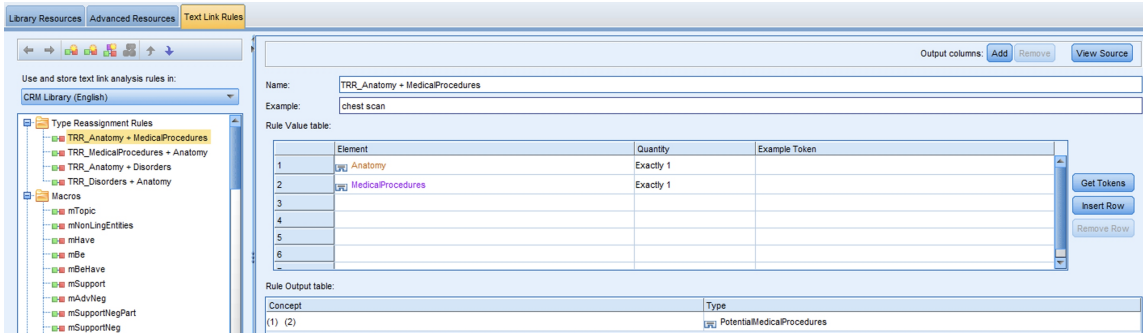 Library Resources Advanced Resources Text Link Rules
Output columns: Add Remove View Source
Use and store text link analysis rules in:
CRM Library (English)
Type Reassignment Rules
TRR_Anatomy + MedicalProcedures
TRR_MedicalProcedures + Anatomy
TRR_Anatomy + Disorders
TRR_Disorders + Anatomy
Macros
mTopic
mNonLingEntities
mHave
mBe
mBeHave
mSupport
mAdvNeg
mSupportNegPart
mSupportNeg
Name: TRR_Anatomy + MedicalProcedures
Example: chest scan
Rule Value table:
Element Quantity Example Token
1 Anatomy Exactly 1
2 MedicalProcedures Exactly 1
3
4
5
6
Get Tokens
Insert Row
Remove Row
Rule Output table:
Concept Type
(1) (2) PotentialMedicalProcedures